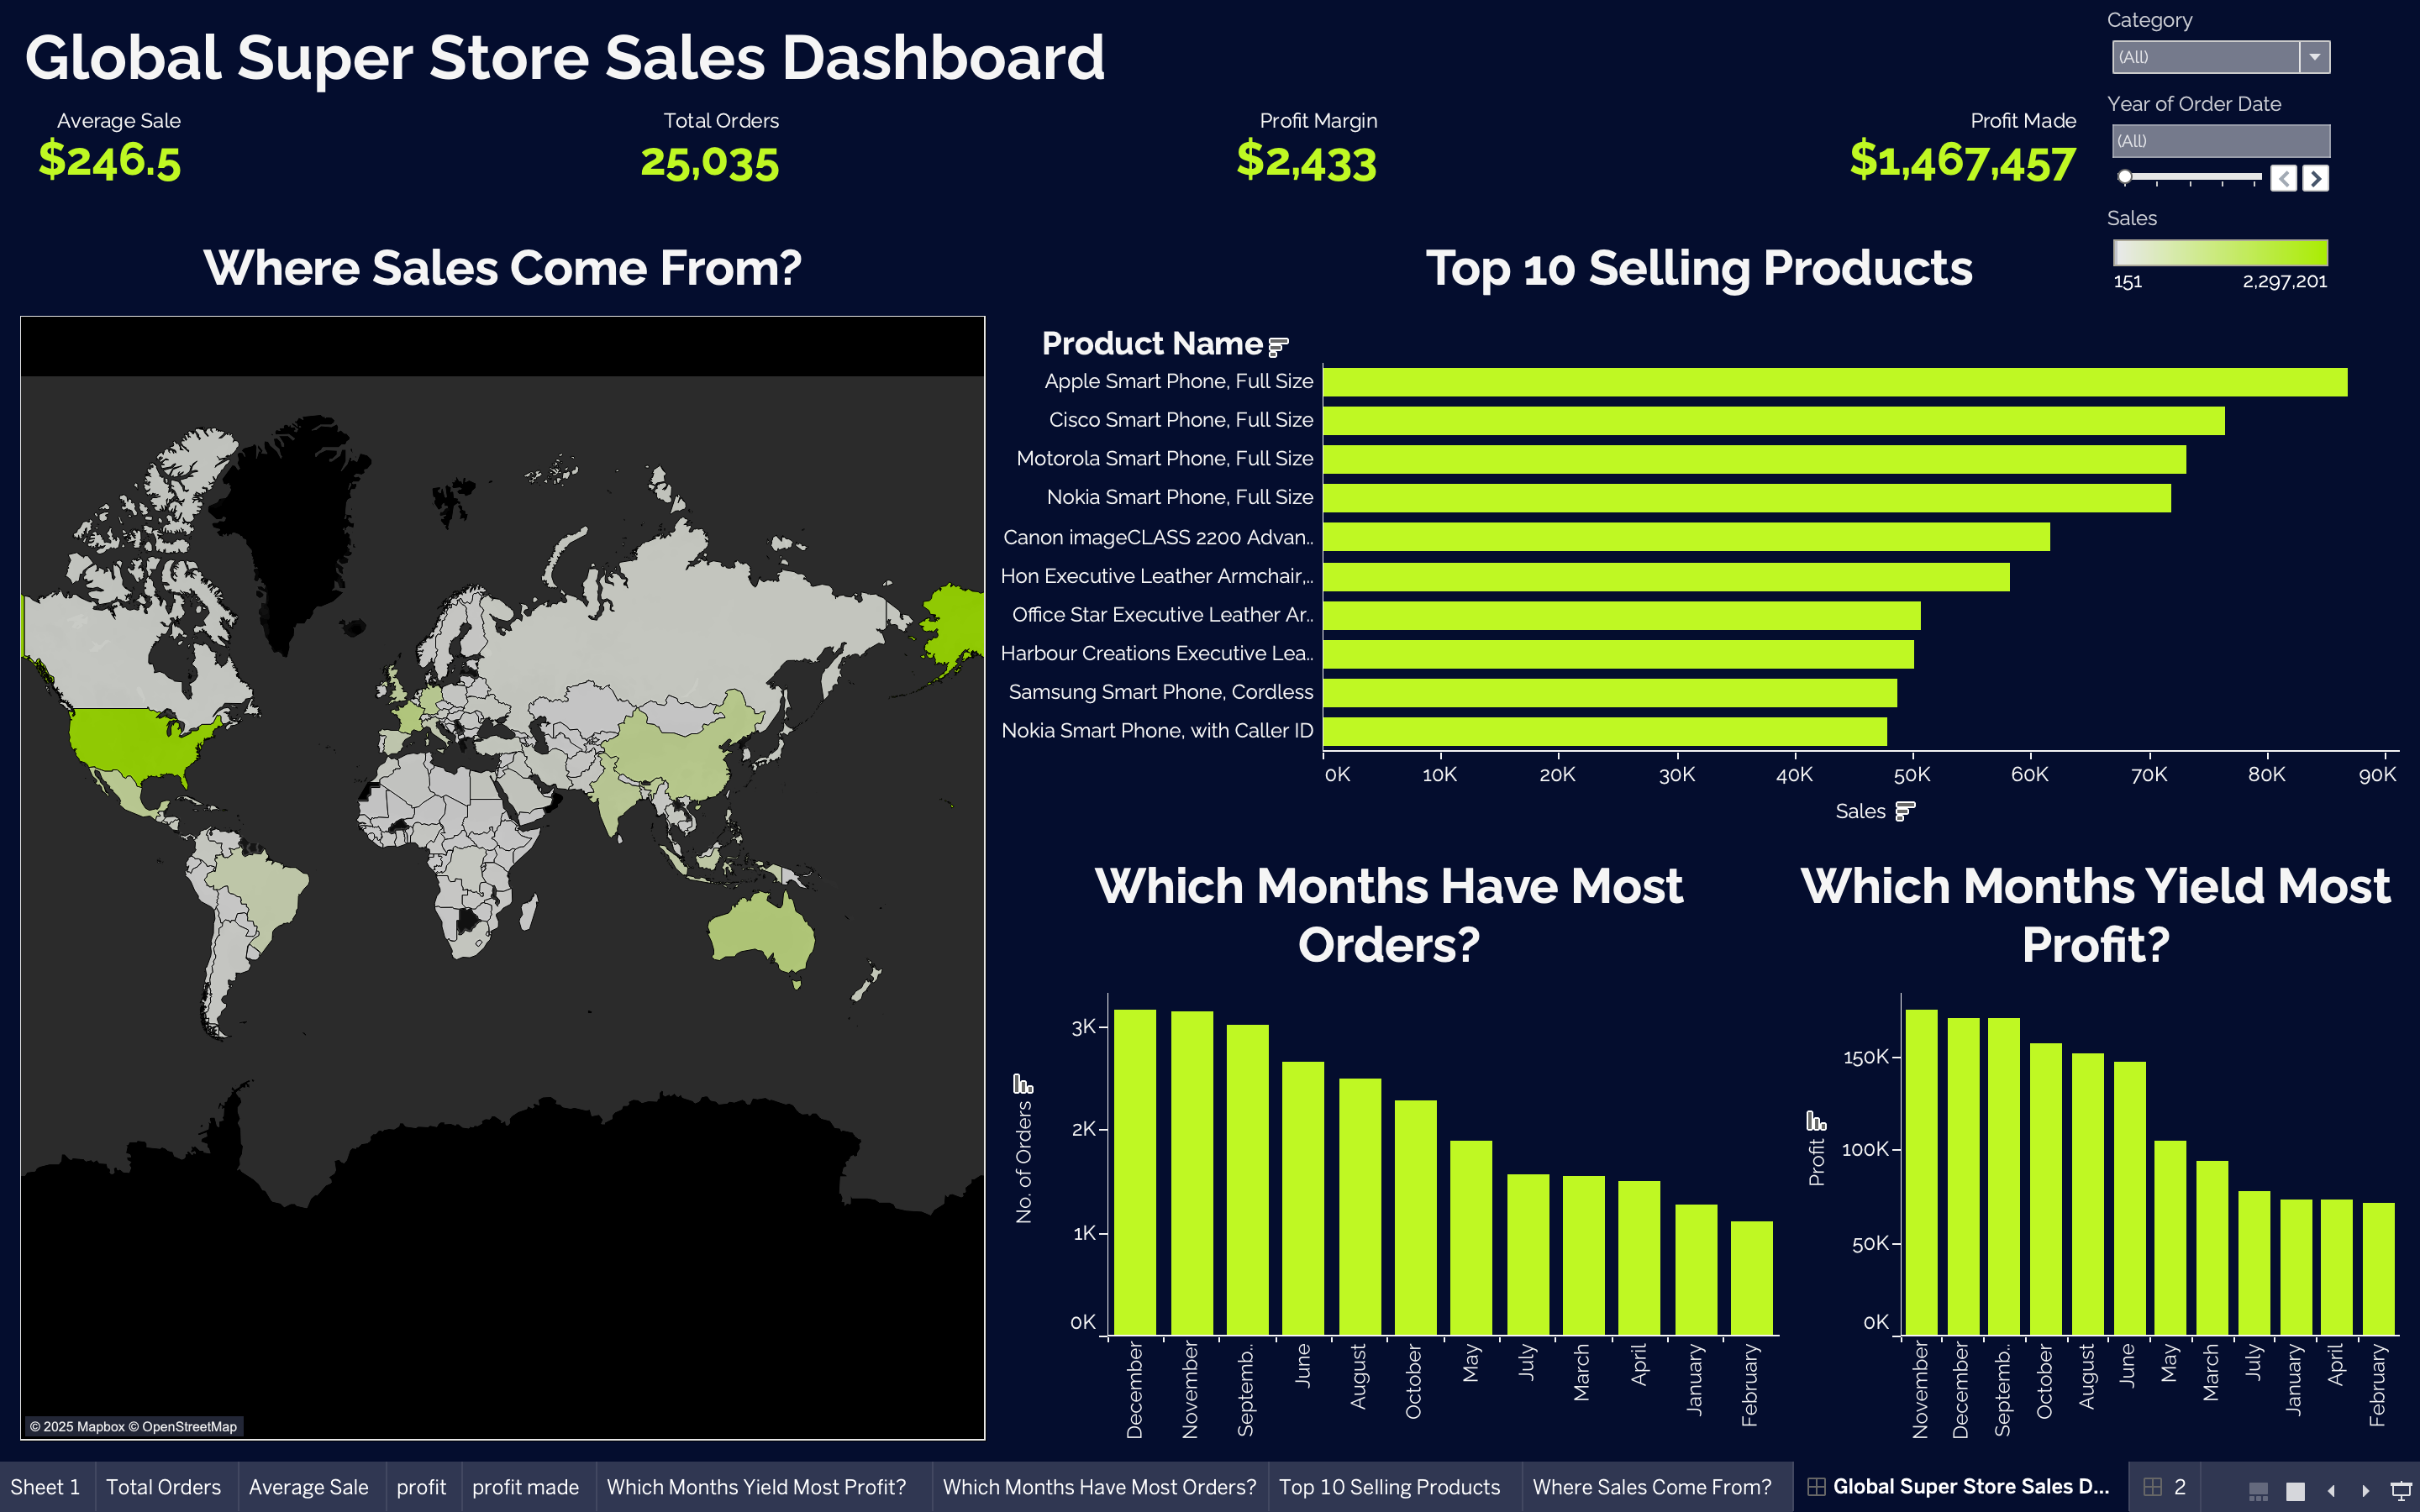 Global Super Store Sales Dashboard
Category
(All)
Year of Order Date
(All)
Average Sale
$246.5
Total Orders
25,035
Profit Margin
$2,433
Profit Made
$1,467,457
Sales
151 2,297,201
Where Sales Come From?
© 2025 Mapbox © OpenStreetMap
Top 10 Selling Products
Product Name
Apple Smart Phone, Full Size
Cisco Smart Phone, Full Size
Motorola Smart Phone, Full Size
Nokia Smart Phone, Full Size
Canon imageCLASS 2200 Advan..
Hon Executive Leather Armchair,..
Office Star Executive Leather Ar..
Harbour Creations Executive Lea..
Samsung Smart Phone, Cordless
Nokia Smart Phone, with Caller ID
0K 10K 20K 30K 40K 50K 60K 70K 80K 90K
Sales
Which Months Have Most
Orders?
No. of Orders
3K
2K
1K
0K
December
November
Septemb..
June
August
October
May
July
March
April
January
February
Which Months Yield Most
Profit?
Profit
150K
100K
50K
0K
November
December
Septemb..
October
August
June
May
March
July
January
April
February
Sheet 1
Total Orders
Average Sale
profit
profit made
Which Months Yield Most Profit?
Which Months Have Most Orders?
Top 10 Selling Products
Where Sales Come From?
Global Super Store Sales D...
2